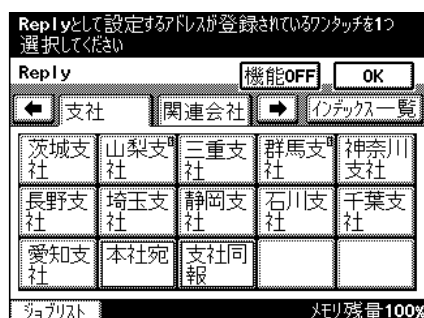 Replyとして設定するアドレスが登録されているワンタッチを1つ
選択してください
Reply
機能OFF
OK
支社
関連会社
インデックス一覧
茨城支
社
山梨支
社
三重支
社
群馬支
社
神奈川
支社
長野支
社
埼玉支
社
静岡支
社
石川支
社
千葉支
社
愛知支
社
本社宛
支社同
報
ジョブリスト
メモリ残量100%